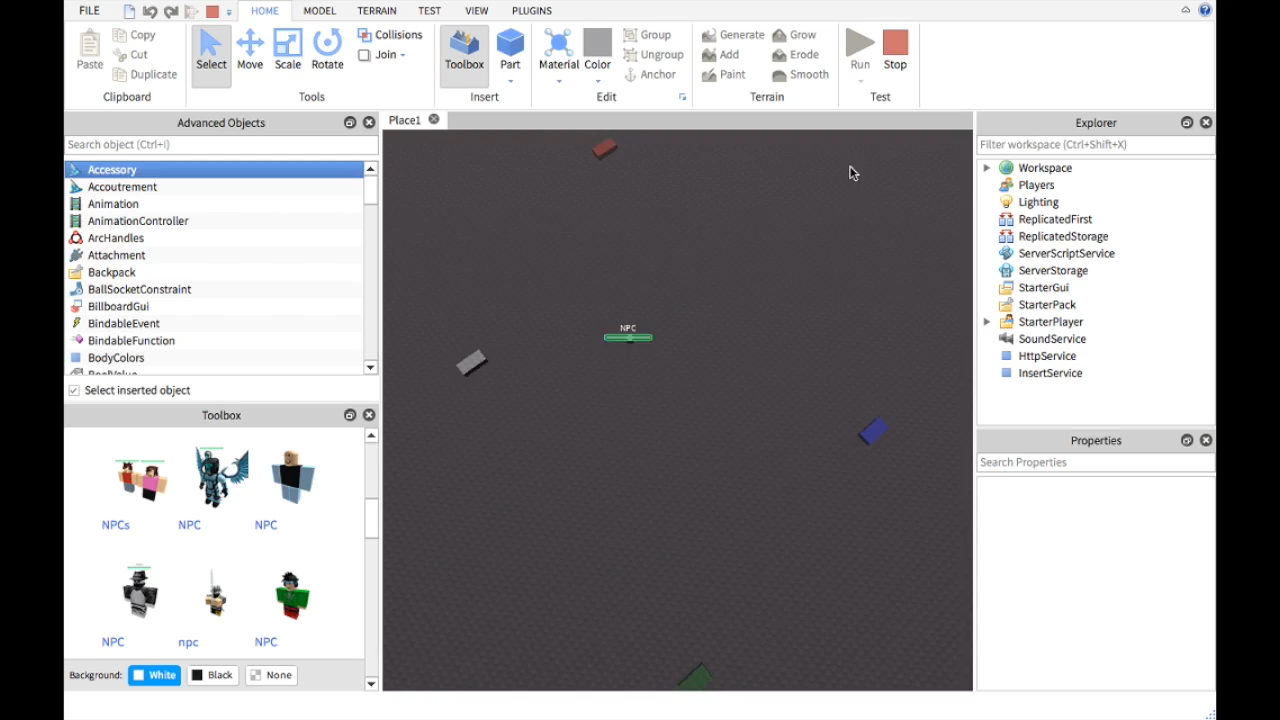 FILE HOME MODEL TERRAIN TEST VIEW PLUGINS
Paste Copy Cut Duplicate Clipboard
Select Move Scale Rotate Collisions Join Tools
Toolbox Part Insert
Material Color Group Ungroup Anchor Edit
Generate Add Paint Grow Erode Smooth Terrain
Run Stop Test
Advanced Objects
Search object (Ctrl+I)
Accessory
Accoutrement
Animation
AnimationController
ArcHandles
Attachment
Backpack
BallSocketConstraint
BillboardGui
BindableEvent
BindableFunction
BodyColors
BoolValue
Select inserted object
Toolbox
NPCs NPC NPC
NPC npc NPC
Background: White Black None
Place1
NPC
Explorer
Filter workspace (Ctrl+Shift+X)
Workspace
Players
Lighting
ReplicatedFirst
ReplicatedStorage
ServerScriptService
ServerStorage
StarterGui
StarterPack
StarterPlayer
SoundService
HttpService
InsertService
Properties
Search Properties